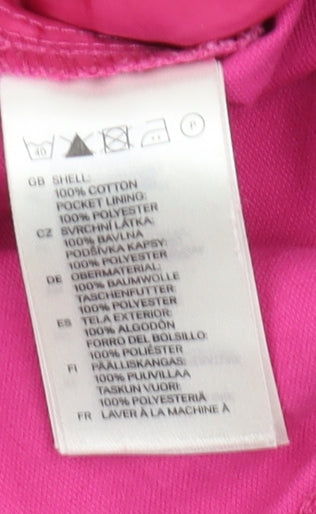 40 P
GB SHELL:
100% COTTON
POCKET LINING:
100% POLYESTER
CZ SVRCHNÍ LÁTKA:
100% BAVLNA
PODŠÍVKA KAPSY:
100% POLYESTER
DE OBERMATERIAL:
100% BAUMWOLLE
TASCHENFUTTER
100% POLYESTER
ES TELA EXTERIOR:
100% ALGODÓN
FORRO DEL BOLSILLO:
100% POLIÉSTER
FI PÄÄLLISKANGAS:
100% PUUVILLAA
TASKUN VUORI:
100% POLYESTERIÄ
FR LAVER À LA MACHINE À